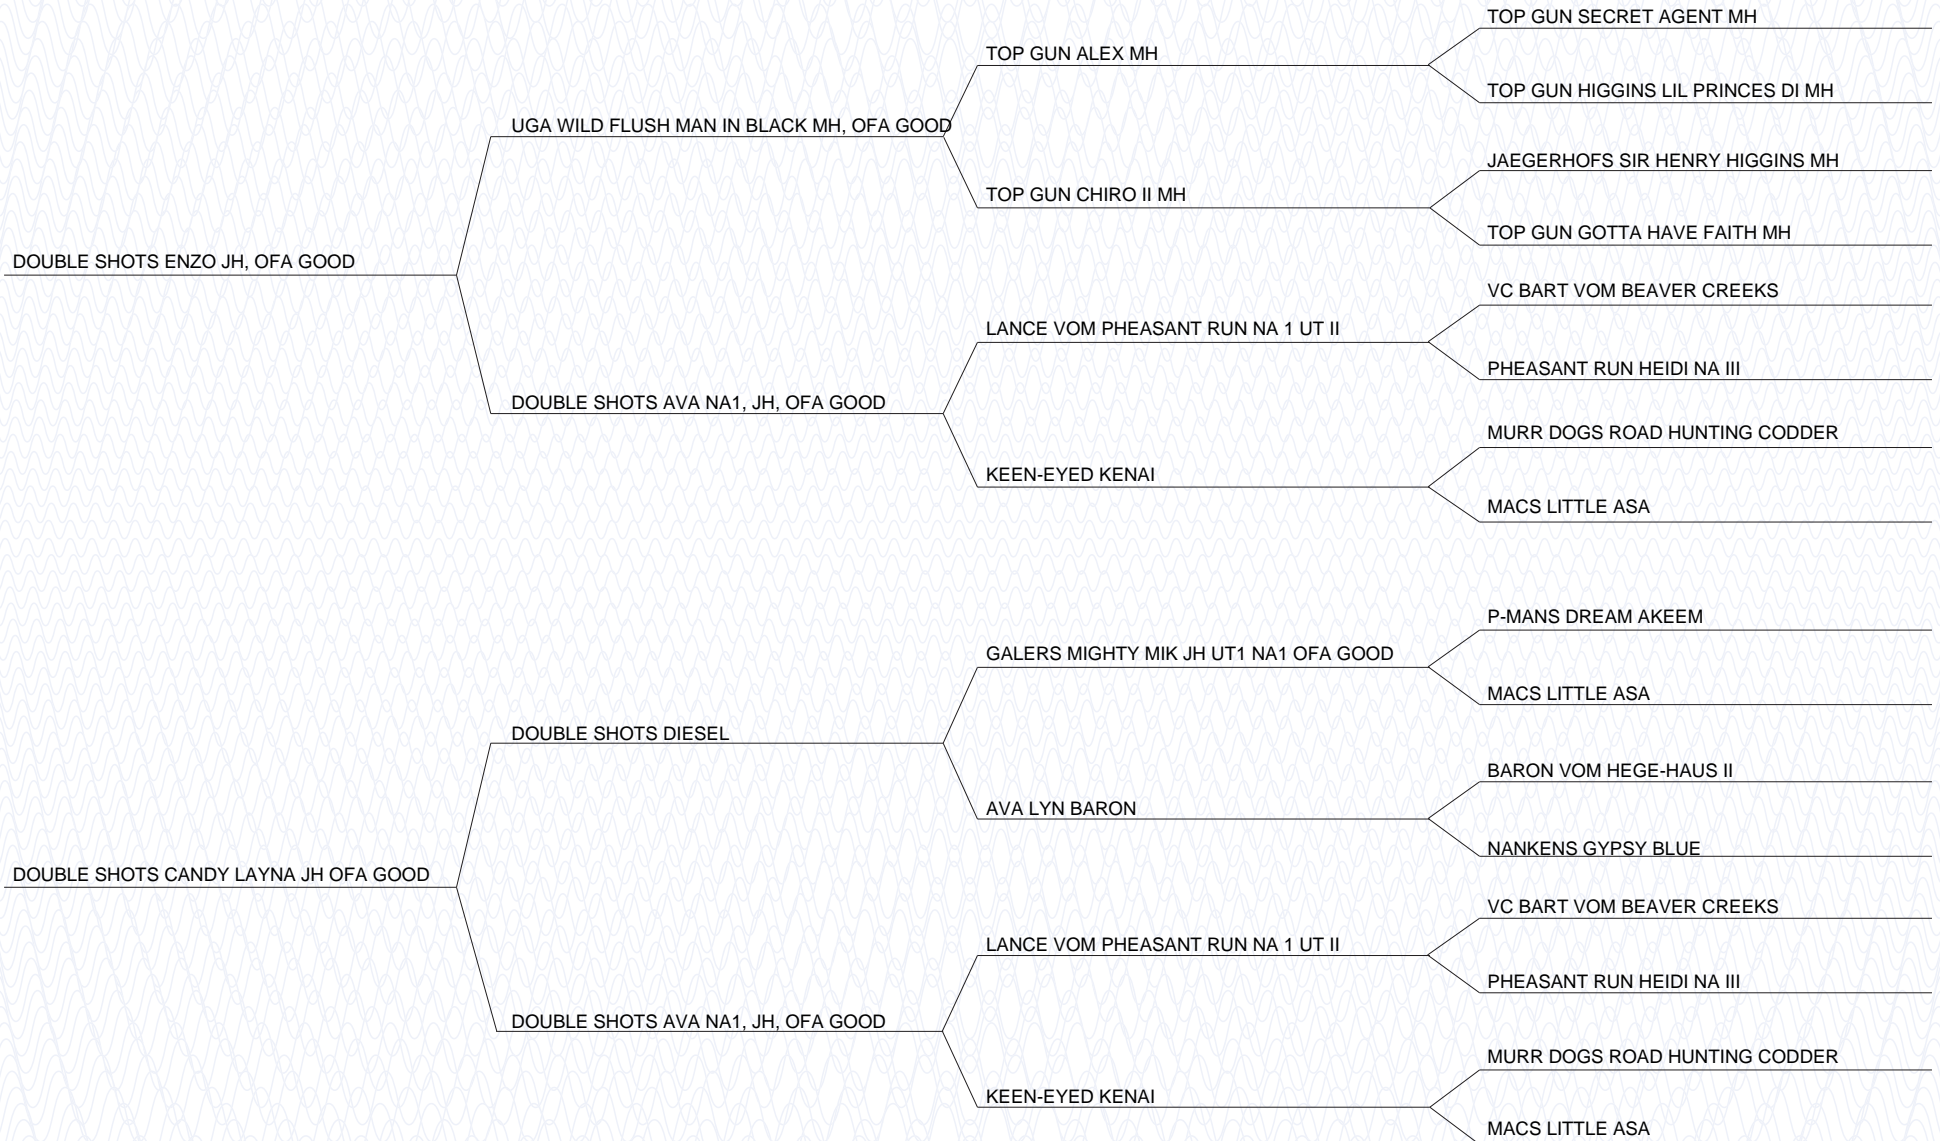 TOP GUN SECRET AGENT MH
TOP GUN ALEX MH
TOP GUN HIGGINS LIL PRINCES DI MH
UGA WILD FLUSH MAN IN BLACK MH, OFA GOOD
JAEGERHOFS SIR HENRY HIGGINS MH
TOP GUN CHIRO II MH
TOP GUN GOTTA HAVE FAITH MH
DOUBLE SHOTS ENZO JH, OFA GOOD
VC BART VOM BEAVER CREEKS
LANCE VOM PHEASANT RUN NA 1 UT II
PHEASANT RUN HEIDI NA III
DOUBLE SHOTS AVA NA1, JH, OFA GOOD
MURR DOGS ROAD HUNTING CODDER
KEEN-EYED KENAI
MACS LITTLE ASA
P-MANS DREAM AKEEM
GALERS MIGHTY MIK JH UT1 NA1 OFA GOOD
MACS LITTLE ASA
DOUBLE SHOTS DIESEL
BARON VOM HEGE-HAUS II
AVA LYN BARON
NANKENS GYPSY BLUE
DOUBLE SHOTS CANDY LAYNA JH OFA GOOD
VC BART VOM BEAVER CREEKS
LANCE VOM PHEASANT RUN NA 1 UT II
PHEASANT RUN HEIDI NA III
DOUBLE SHOTS AVA NA1, JH, OFA GOOD
MURR DOGS ROAD HUNTING CODDER
KEEN-EYED KENAI
MACS LITTLE ASA